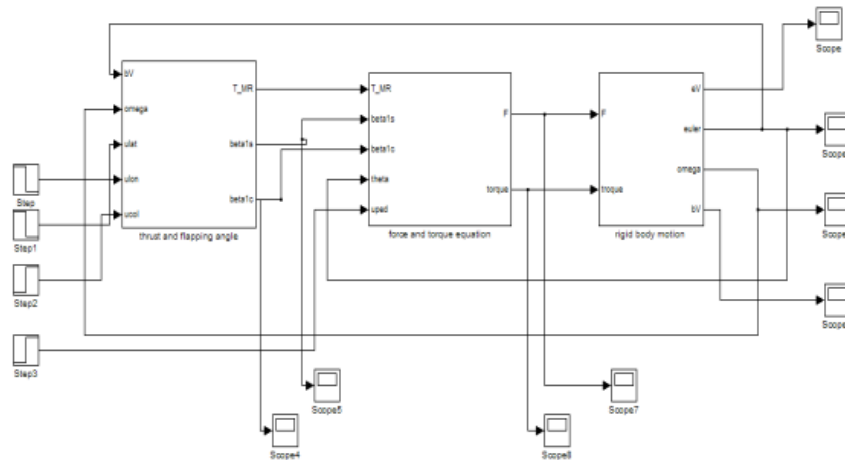 bV
omega
ulat
ulon
ucol
T_MR
beta1s
beta1c
thrust and flapping angle
T_MR
beta1s
beta1c
theta
uped
F
torque
force and torque equation
F
troque
eV
euler
omega
bV
rigid body motion
Step
Step1
Step2
Step3
Scope
Scope
Scope
Scope
Scope5
Scope4
Scope7
Scope8